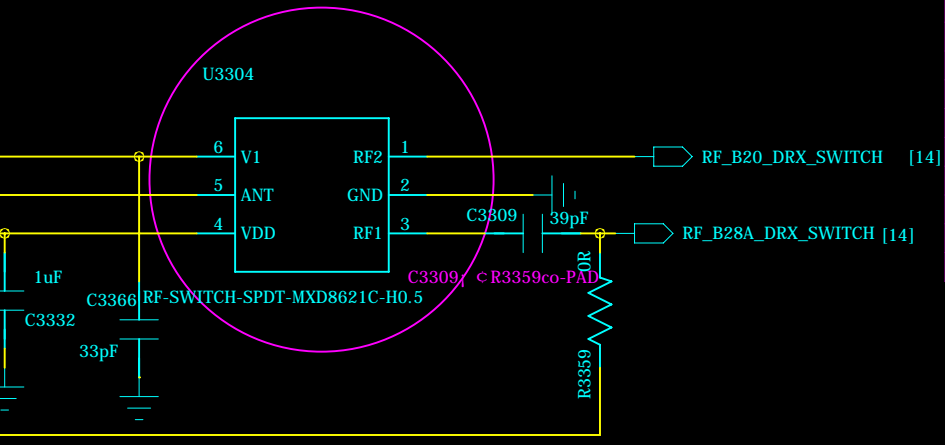 U3304
6 V1 RF2 1 RF_B20_DRX_SWITCH [14]
5 ANT GND 2
C3309 39pF
4 VDD RF1 3 RF_B28A_DRX_SWITCH [14]
0R
1uF C3309 R3359co-PAD
C3366 RF-SWITCH-SPDT-MXD8621C-H0.5
C3332
33pF
R3359